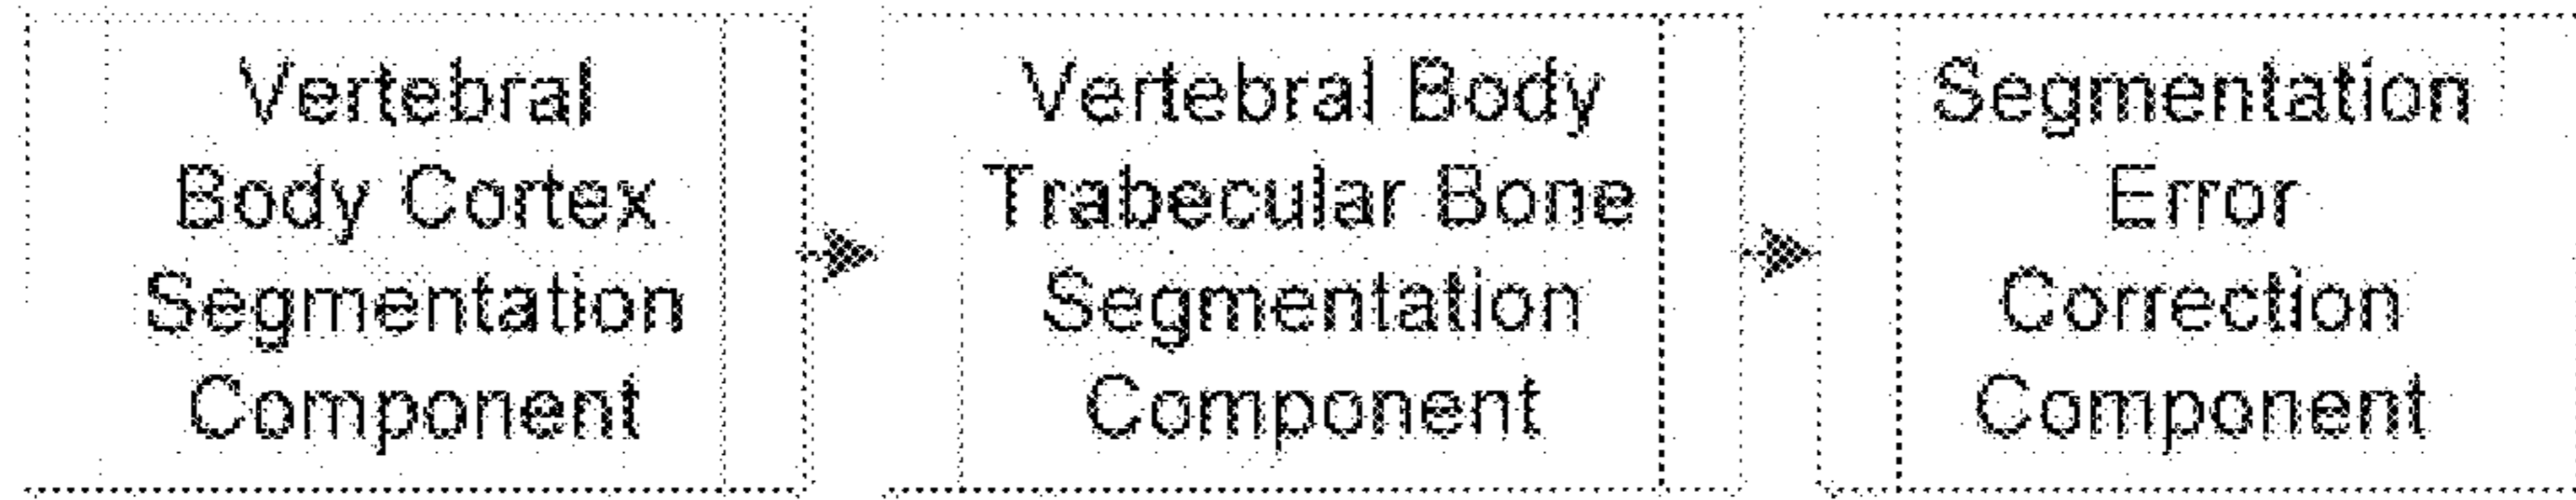 Vertebral
Body Cortex
Segmentation
Component
Vertebral Body
Trabecular Bone
Segmentation
Component
Segmentation
Error
Correction
Component